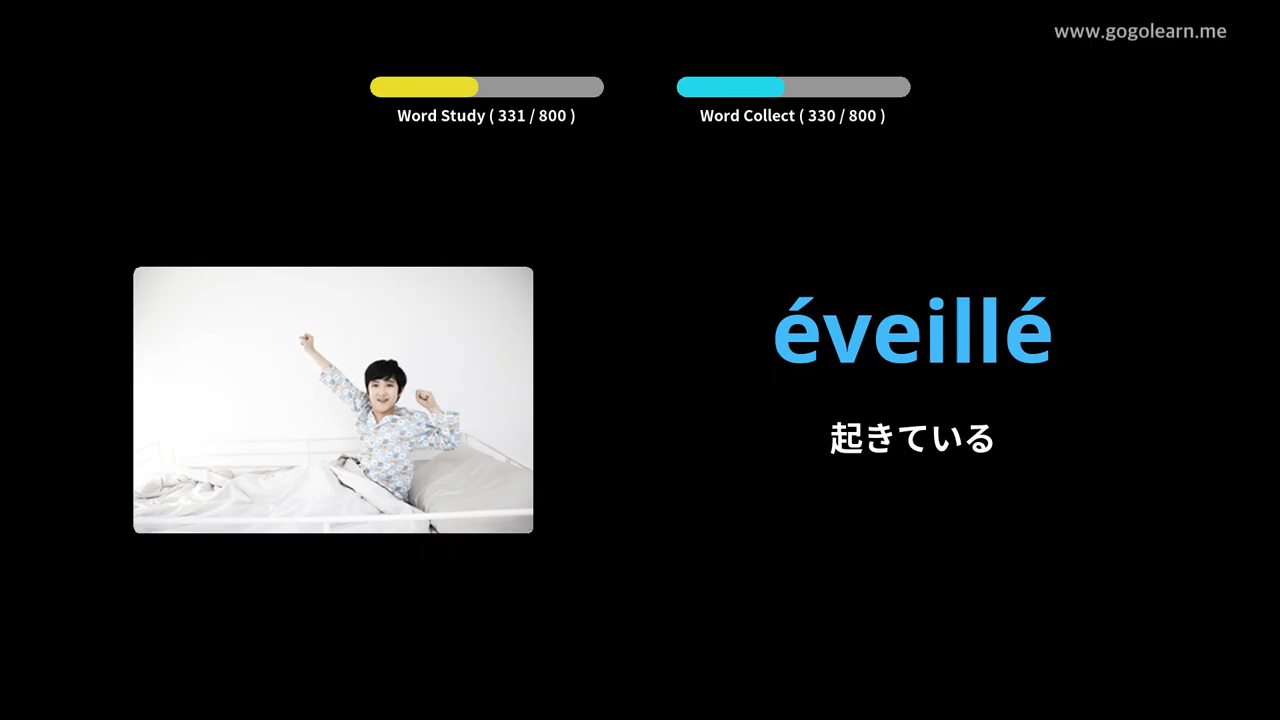 www.gogolearn.me
Word Study ( 331 / 800 )
Word Collect ( 330 / 800 )
éveillé
起きている